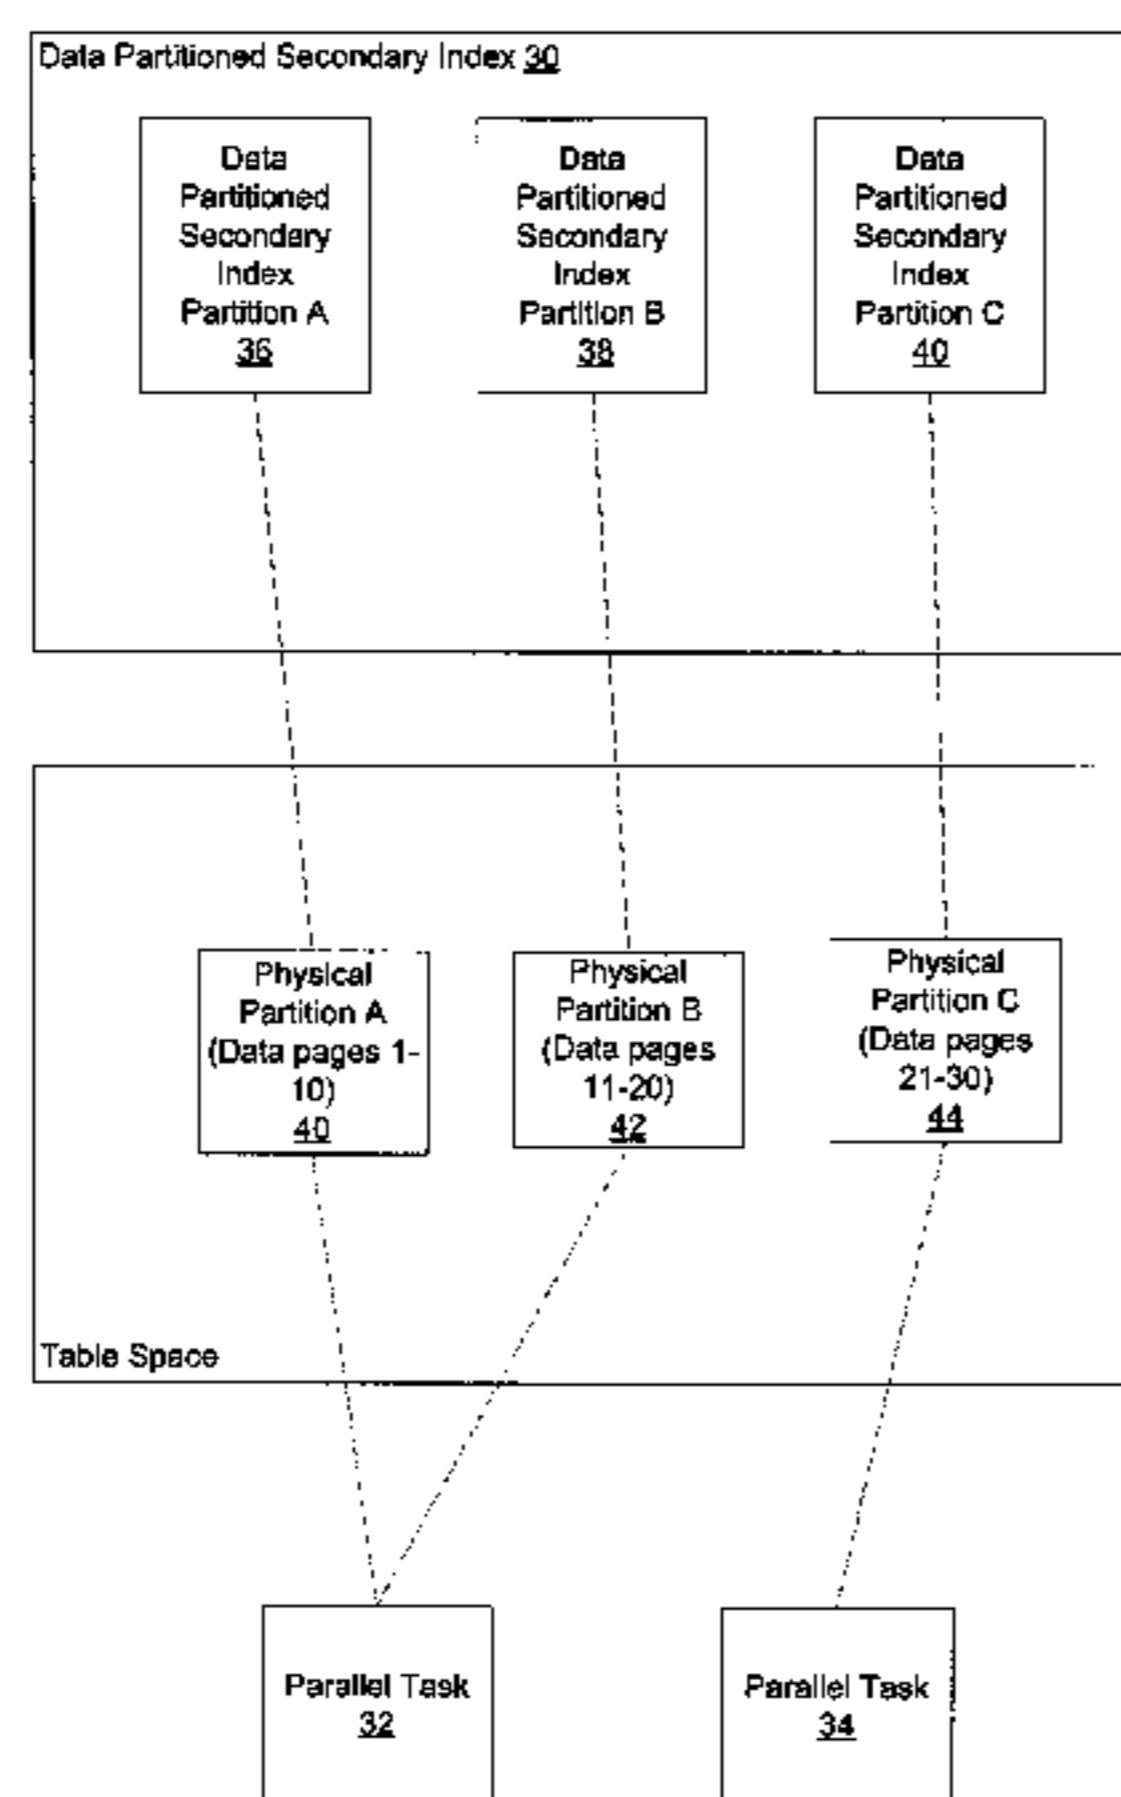 Data Partitioned Secondary Index 30
Data
Partitioned
Secondary
Index
Partition A
36
Data
Partitioned
Secondary
Index
Partition B
38
Data
Partitioned
Secondary
Index
Partition C
40
Physical
Partition A
(Data pages 1-
10)
40
Physical
Partition B
(Data pages
11-20)
42
Physical
Partition C
(Data pages
21-30)
44
Table Space
Parallel Task
32
Parallel Task
34